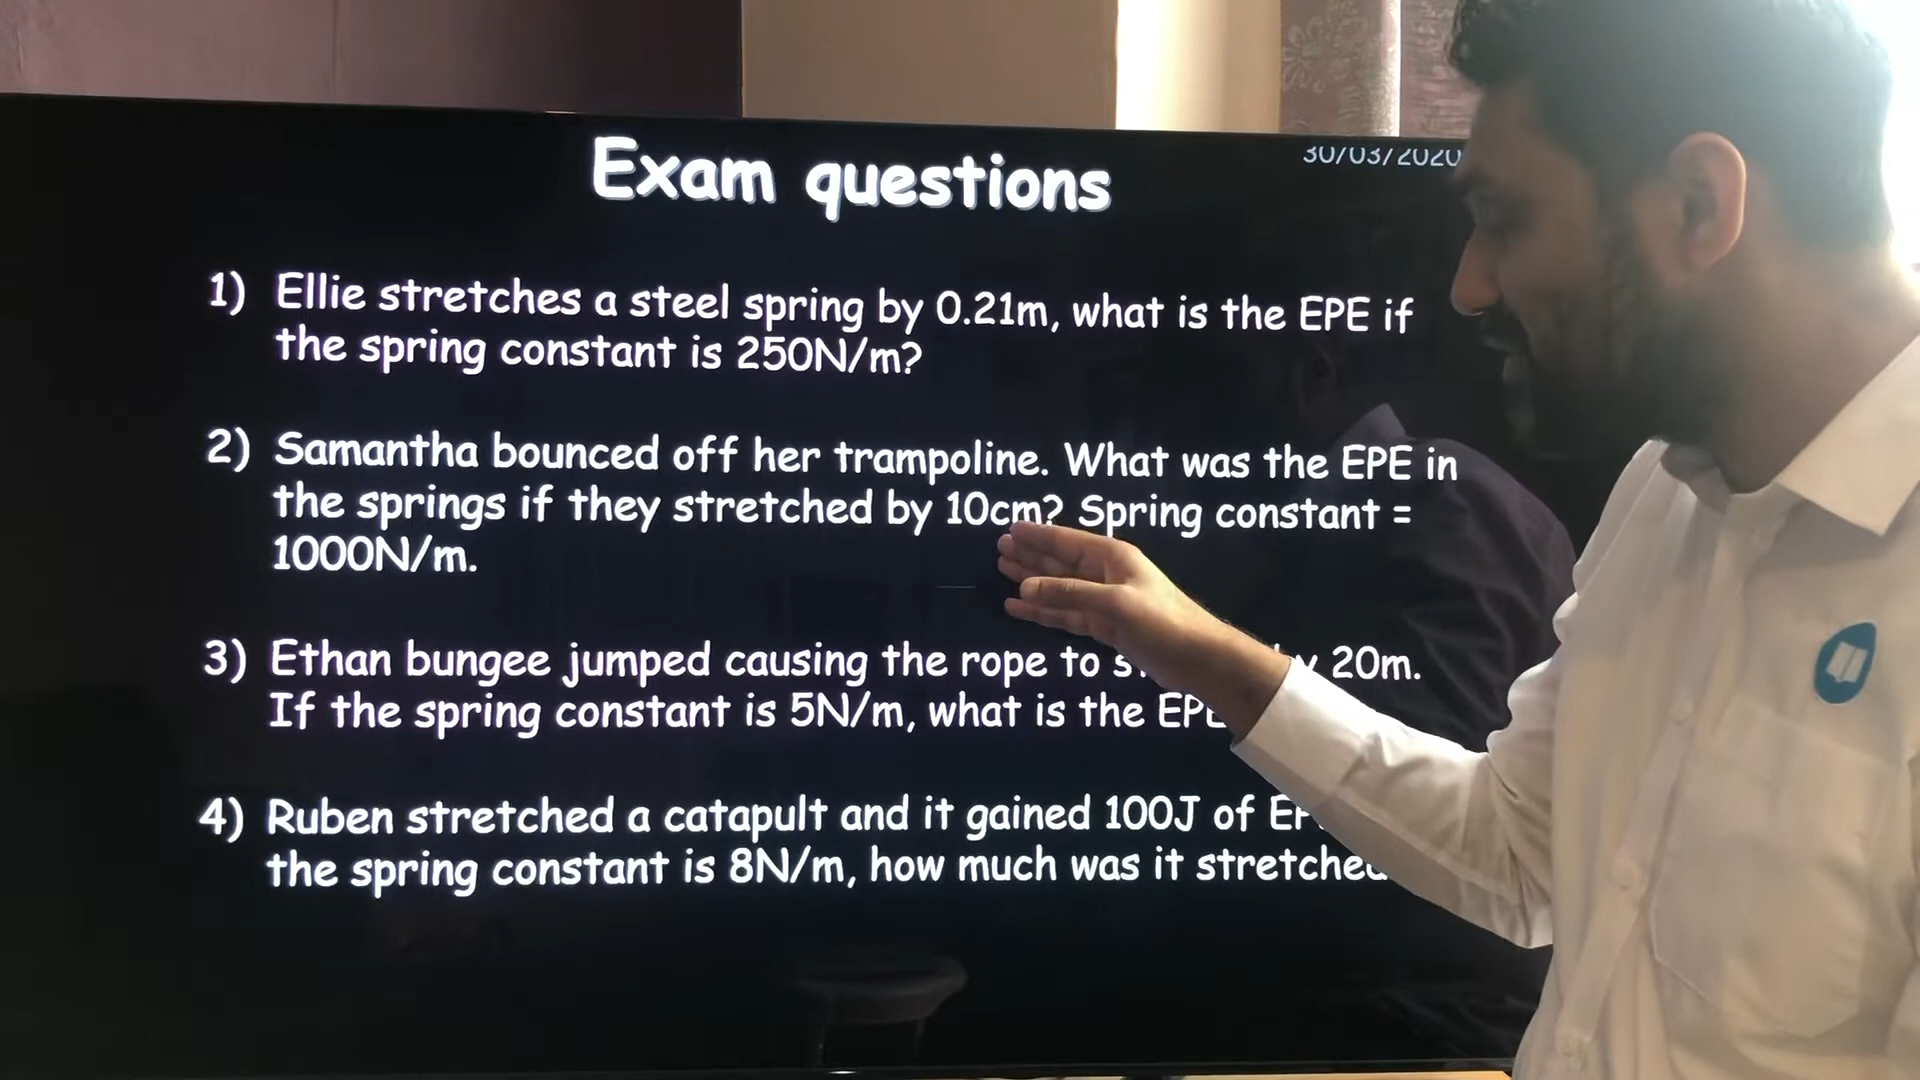 Exam questions
30/03/2020
1) Ellie stretches a steel spring by 0.21m, what is the EPE if
the spring constant is 250N/m?
2) Samantha bounced off her trampoline. What was the EPE in
the springs if they stretched by 10cm? Spring constant =
1000N/m.
3) Ethan bungee jumped causing the rope to 20m.
If the spring constant is 5N/m, what is the EPE
4) Ruben stretched a catapult and it gained 100J of
the spring constant is 8N/m, how much was it stretched